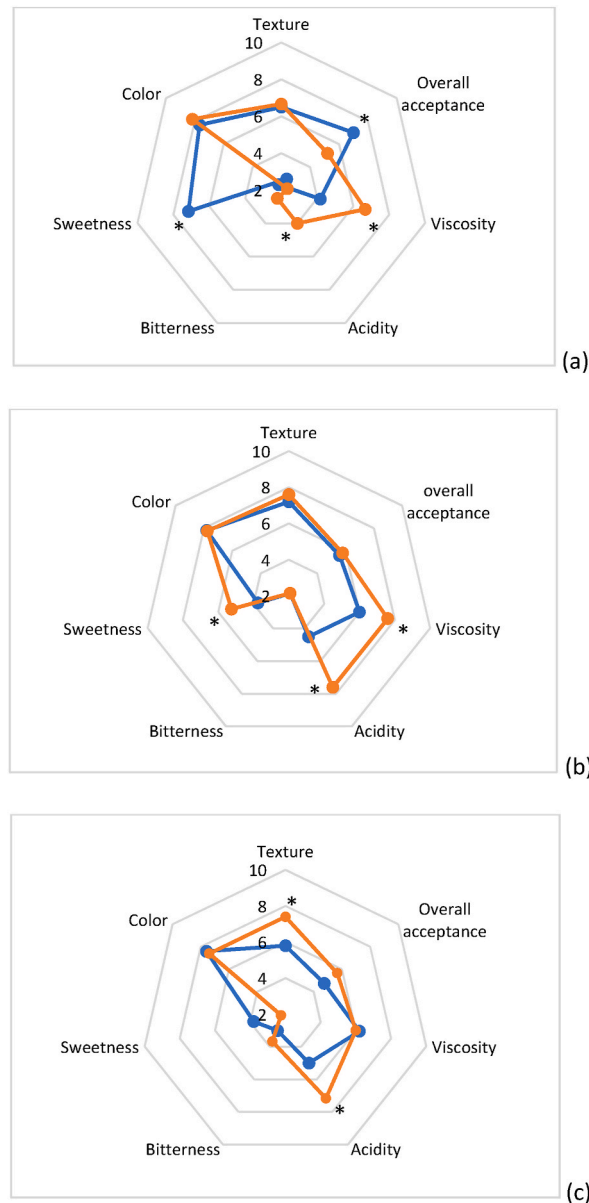 Texture
10
8
6
4
2
Overall
acceptance
*
Color
Sweetness
*
Viscosity
*
*
Bitterness
Acidity
(a)
Texture
10
8
6
4
2
overall
acceptance
Color
Sweetness
*
Viscosity
*
*
Bitterness
Acidity
(b)
Texture
10
*
8
6
4
2
Overall
acceptance
Color
Sweetness
Viscosity
*
Bitterness
Acidity
(c)